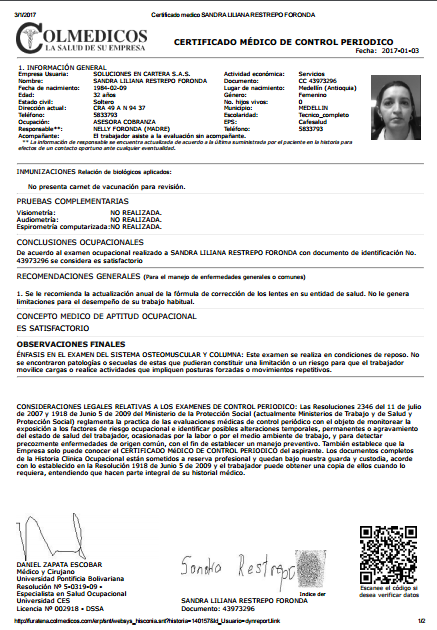 3/1/2017 Certificado medico SANDRA LILIANA RESTREPO FORONDA
COLMEDICOS
LA SALUD DE SU EMPRESA
CERTIFICADO MÉDICO DE CONTROL PERIODICO
Fecha: 2017-01-03
1. INFORMACIÓN GENERAL
Empresa Usuaria: SOLUCIONES EN CARTERA S.A.S. Actividad económica: Servicios
Nombre: SANDRA LILIANA RESTREPO FORONDA Documento: CC 43973296
Fecha de nacimiento: 1984-02-09 Lugar de nacimiento: Medellín (Antioquia)
Edad: 32 años Género: Femenino
Estado civil: Soltero No. hijos vivos: 0
Dirección actual: CRA 49 A N 94 37 Municipio: MEDELLIN
Teléfono: 5833793 Escolaridad: Tecnico_completo
Ocupación: ASESORA COBRANZA EPS: Cafesalud
Responsable**: NELLY FORONDA (MADRE) Teléfono: 5833793
Acompañante: El trabajador asiste a la evaluación sin acompañante.
** La información de responsable se encuentra actualizada de acuerdo a la última suministrada por el paciente en la historia para
efectos de un contacto oportuno ante cualquier eventualidad.
INMUNIZACIONES Relación de biológicos aplicados:
No presenta carnet de vacunación para revisión.
PRUEBAS COMPLEMENTARIAS
Visiometría: NO REALIZADA.
Audiometría: NO REALIZADA.
Espirometría computarizada: NO REALIZADA.
CONCLUSIONES OCUPACIONALES
De acuerdo al examen ocupacional realizado a SANDRA LILIANA RESTREPO FORONDA con documento de identificación No.
43973296 se considera es satisfactorio
RECOMENDACIONES GENERALES (Para el manejo de enfermedades generales o comunes)
1. Se le recomienda la actualización anual de la fórmula de corrección de los lentes en su entidad de salud. No le genera
limitaciones para el desempeño de su trabajo habitual.
CONCEPTO MEDICO DE APTITUD OCUPACIONAL
ES SATISFACTORIO
OBSERVACIONES FINALES
ÉNFASIS EN EL EXAMEN DEL SISTEMA OSTEOMUSCULAR Y COLUMNA: Este examen se realiza en condiciones de reposo. No
se encontraron patologías o secuelas de estas que pudieran constituir una limitación o un riesgo para que el trabajador
movilice cargas o realice actividades que impliquen posturas forzadas o movimientos repetitivos.
CONSIDERACIONES LEGALES RELATIVAS A LOS EXAMENES DE CONTROL PERIODICO: Las Resoluciones 2346 del 11 de julio
de 2007 y 1918 de Junio 5 de 2009 del Ministerio de la Protección Social (actualmente Ministerios de Trabajo y de Salud y
Protección Social) reglamenta la practica de las evaluaciones médicas de control periódico con el objeto de monitorear la
exposición a los factores de riesgo ocupacional e identificar posibles alteraciones temporales, permanentes o agravamiento
del estado de salud del trabajador, ocasionadas por la labor o por el medio ambiente de trabajo, y para detectar
precozmente enfermedades de origen común, con el fin de establecer un manejo preventivo. También establece que la
Empresa solo puede conocer el CERTIFICADO MéDICO DE CONTROL PERIODICO del aspirante. Los documentos completos
de la Historia Clínica Ocupacional están sometidos a reserva profesional y quedan bajo nuestra guarda y custodia, acorde
con lo establecido en la Resolución 1918 de Junio 5 de 2009 y el trabajador puede obtener una copia de ellos cuando lo
requiera, entendiendo que hacen parte integral de su historial médico.
Sandra Restrepo
DANIEL ZAPATA ESCOBAR
Médico y Cirujano
Universidad Pontificia Bolivariana
Resolución Nº 5-0319-09 •
Especialista en Salud Ocupacional
Universidad CES
Licencia Nº 002918 • DSSA
Indice der
SANDRA LILIANA RESTREPO FORONDA
Documento: 43973296
Escanee el código si
desea verificar datos
http://furatena.colmedicos.com/erp/snt/websys_hisconia.snt?historia=140157&Id_Usuario=dynreport.link 1/2